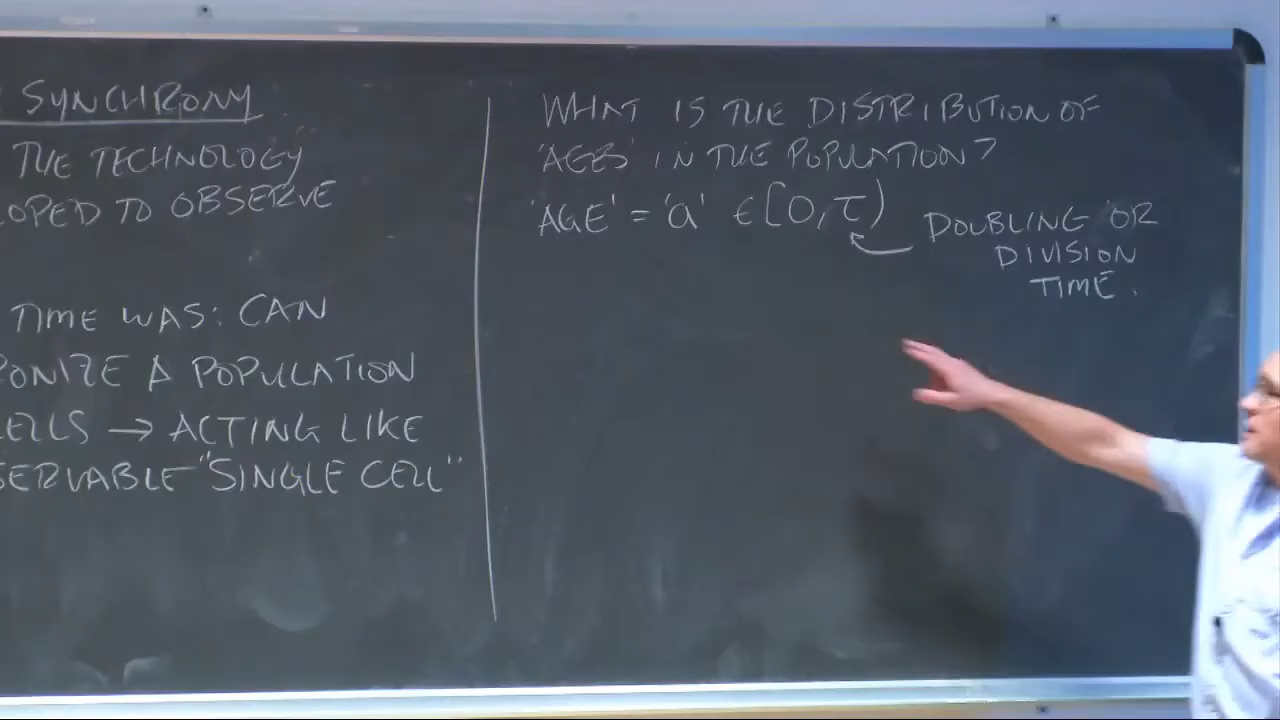 SYNCHRONY
THE TECHNOLOGY
LOPED TO OBSERVE
TIME WAS: CAN
ONIZE A POPULATION
ELLS → ACTING LIKE
SERVABLE "SINGLE CELL"
WHAT IS THE DISTRIBUTION OF
'AGES' IN THE POPULATION?
'AGE' = 'a' ∈ [0, τ)
DOUBLING OR
DIVISION
TIME.